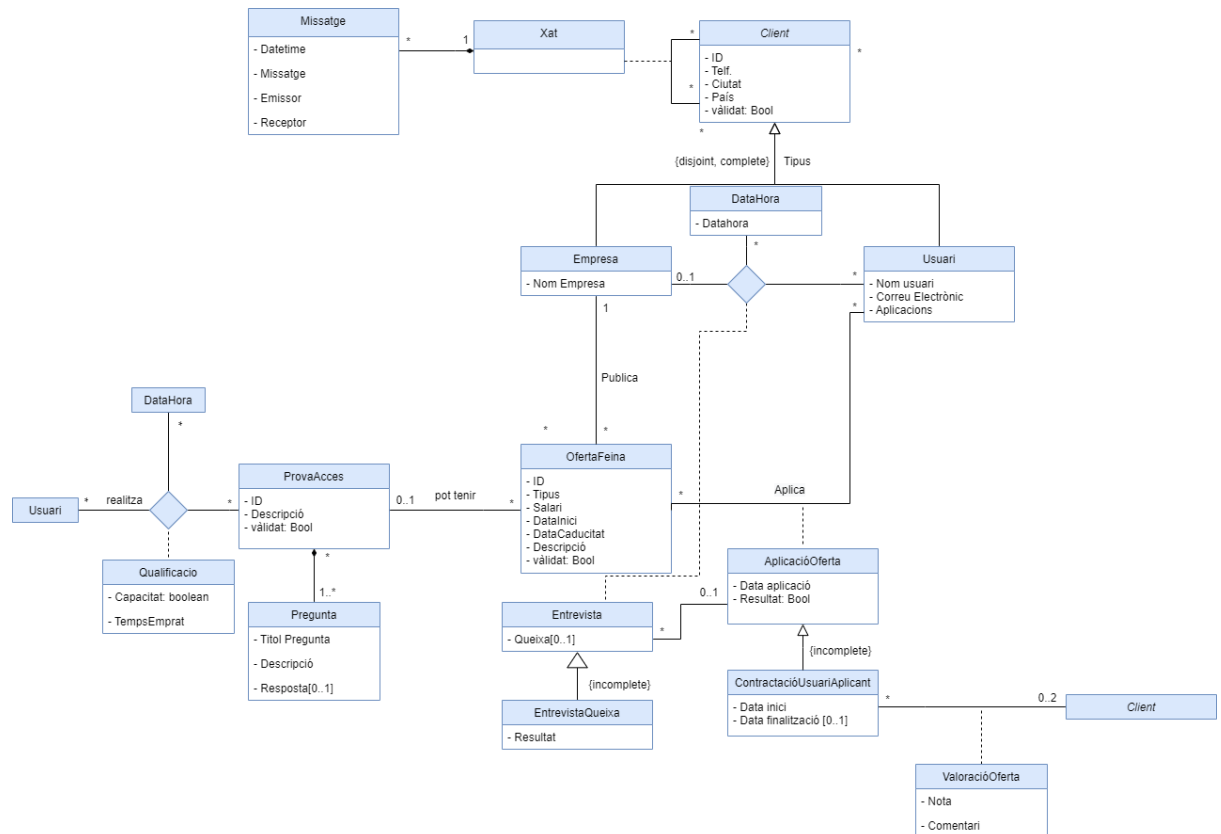 Missatge
- Datetime
- Missatge
- Emissor
- Receptor
*
1
Xat
Client
- ID
- Telf.
- Ciutat
- País
- vàlidat: Bool
*
*
*
*
{disjoint, complete}
Tipus
DataHora
- Datahora
*
Empresa
- Nom Empresa
0..1
*
Usuari
- Nom usuari
- Correu Electrònic
- Aplicacions
*
1
Publica
*
*
DataHora
*
Usuari
*
realitza
*
ProvaAcces
- ID
- Descripció
- vàlidat: Bool
0..1
pot tenir
*
OfertaFeina
- ID
- Tipus
- Salari
- DataInici
- DataCaducitat
- Descripció
- vàlidat: Bool
*
Aplica
Qualificacio
- Capacitat: boolean
- TempsEmprat
*
1..*
Pregunta
- Titol Pregunta
- Descripció
- Resposta[0..1]
AplicacióOferta
- Data aplicació
- Resultat: Bool
0..1
*
Entrevista
- Queixa[0..1]
{incomplete}
EntrevistaQueixa
- Resultat
{incomplete}
ContractacióUsuariAplicant
- Data inici
- Data finalització [0..1]
*
0..2
Client
ValoracióOferta
- Nota
- Comentari